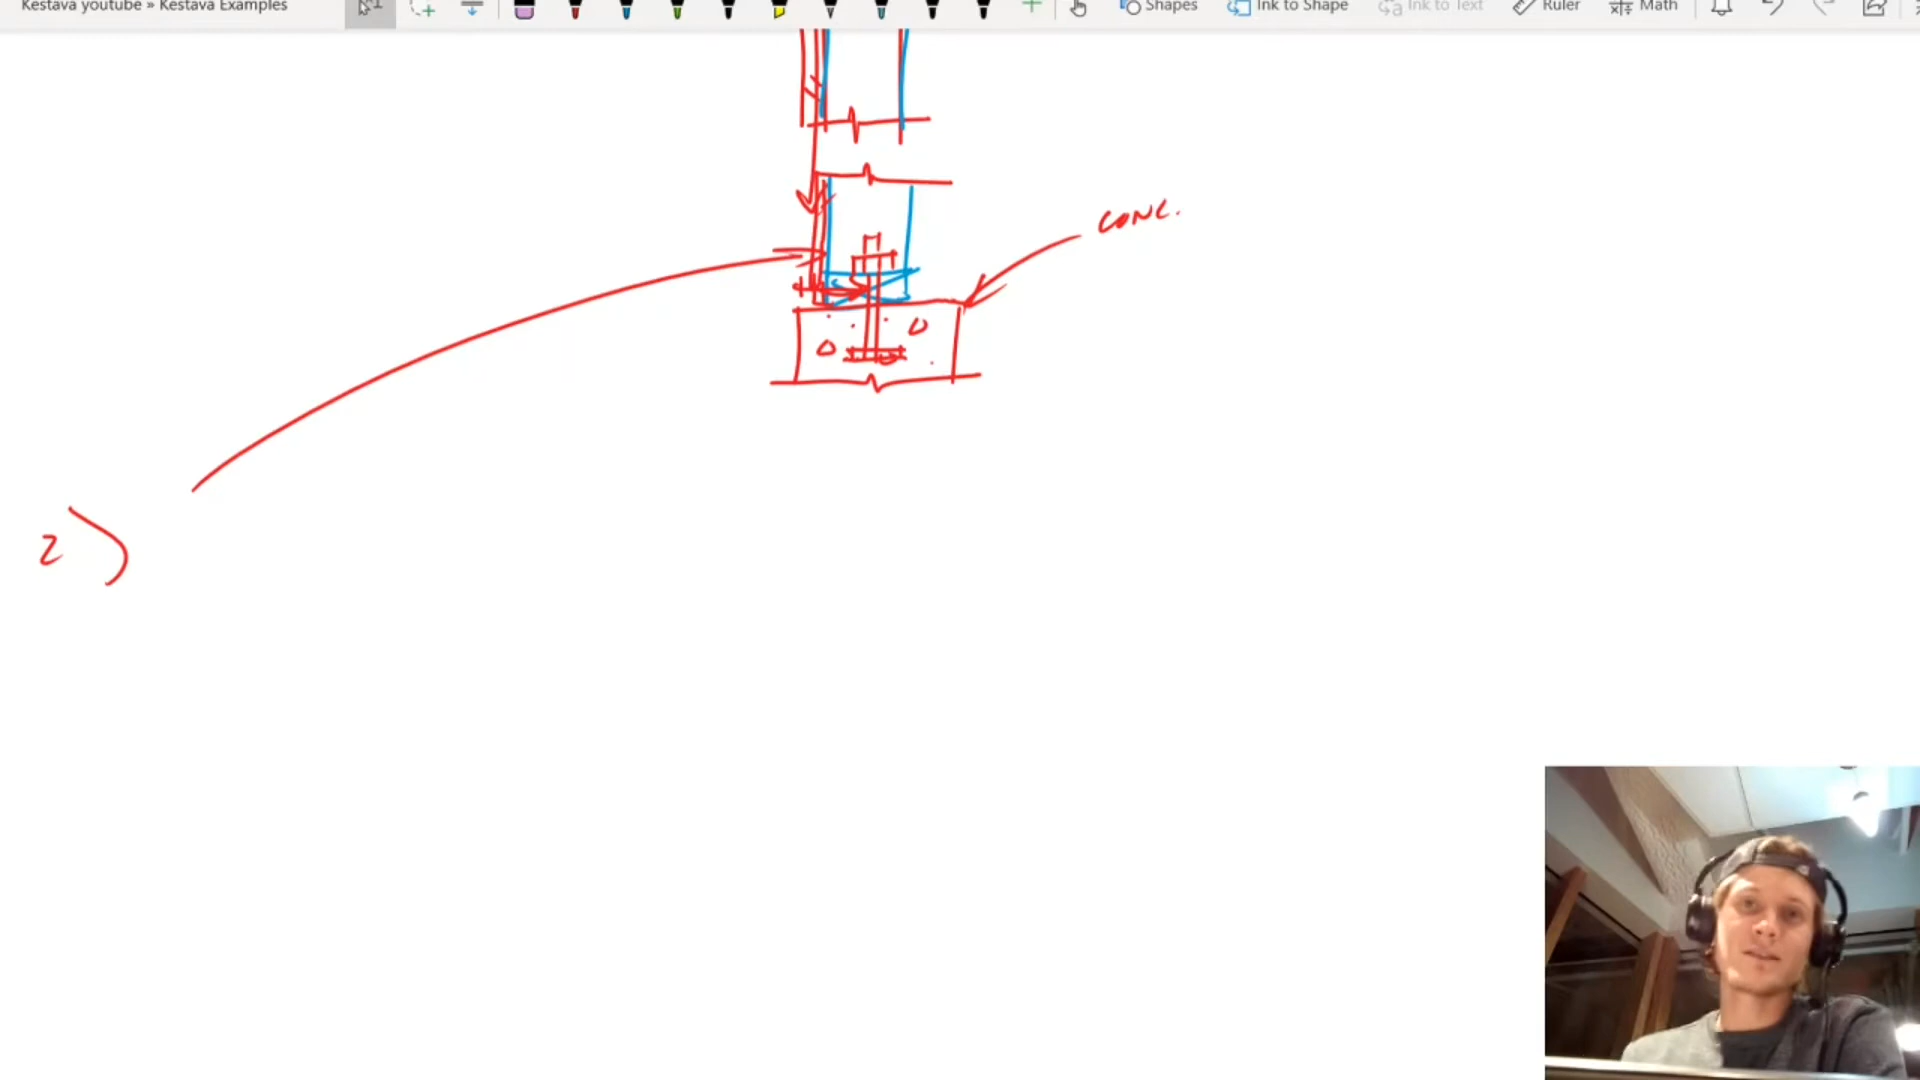 Kestava youtube » Kestava Examples
Shapes
Ink to Shape
Ink to Text
Ruler
Math
CONC.
2)